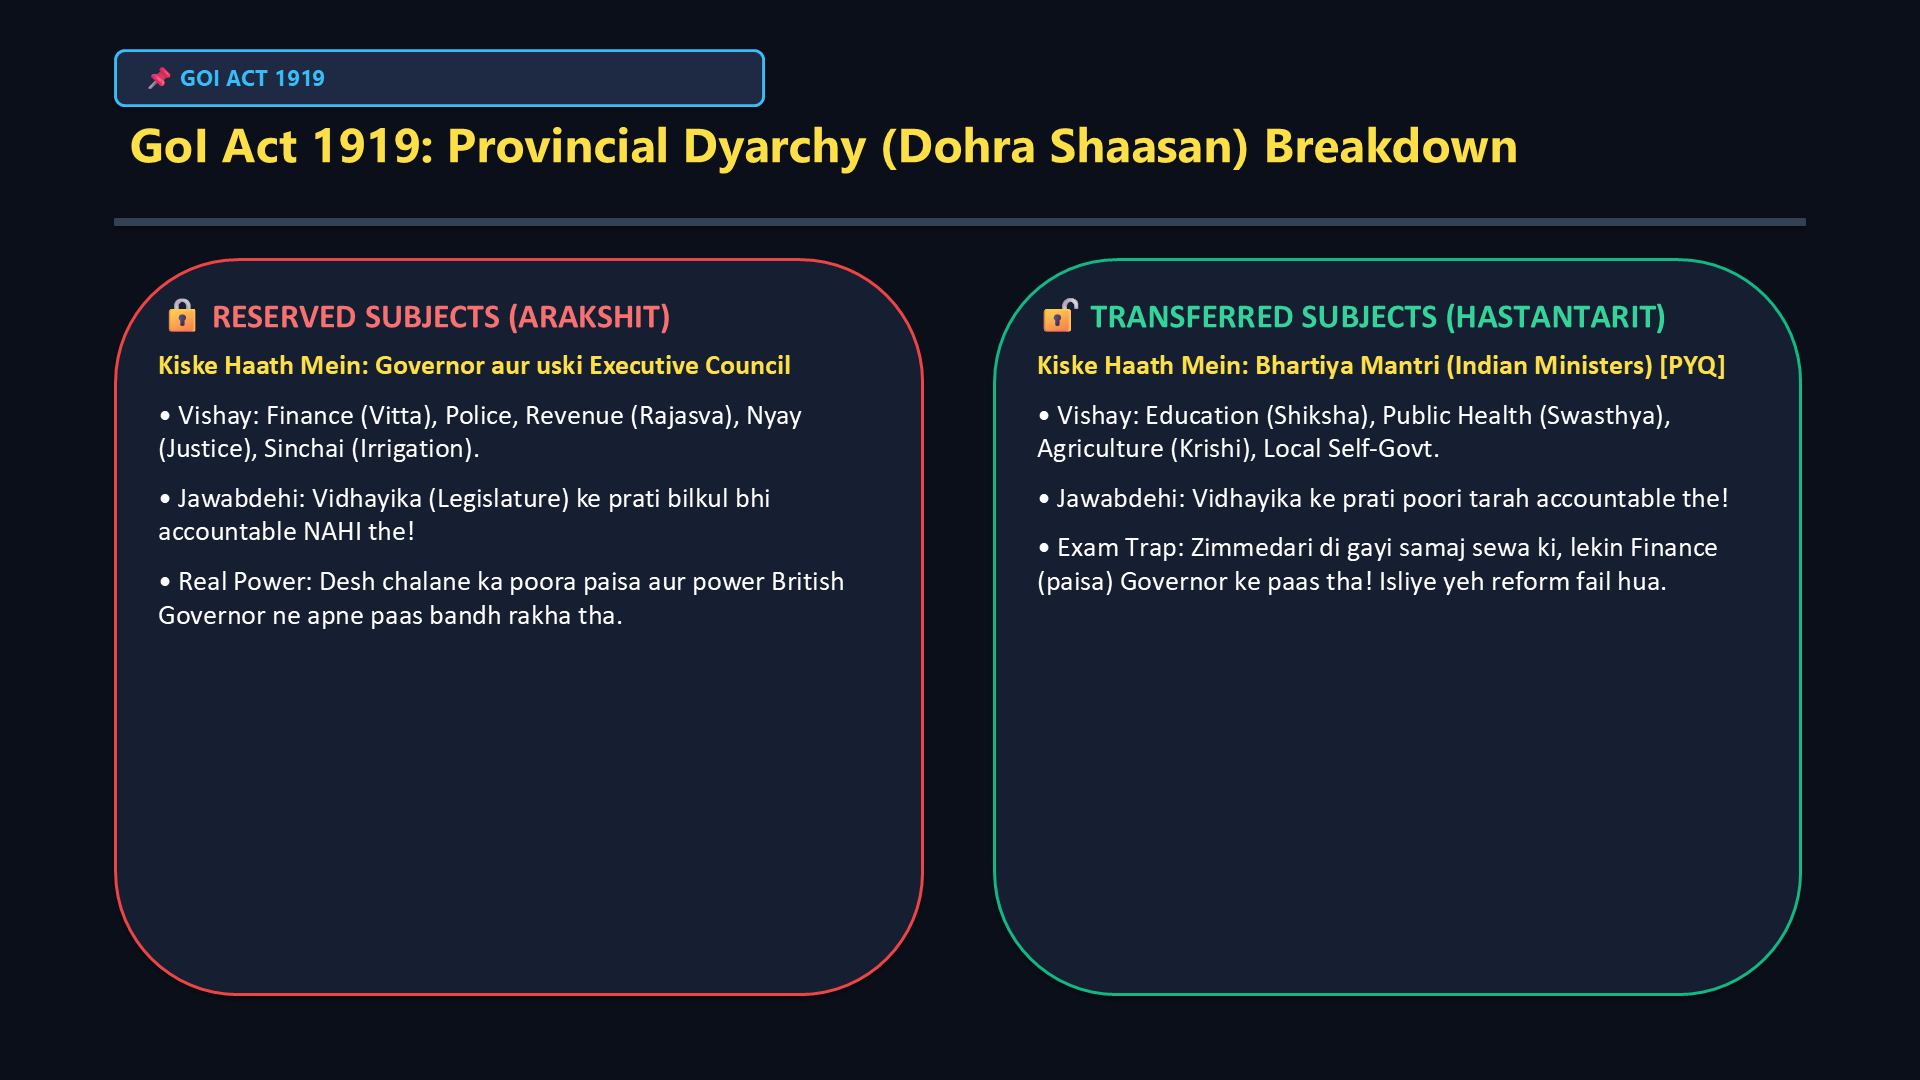 📌 GOI ACT 1919
GoI Act 1919: Provincial Dyarchy (Dohra Shaasan) Breakdown
🔒 RESERVED SUBJECTS (ARAKSHIT)
Kiske Haath Mein: Governor aur uski Executive Council
• Vishay: Finance (Vitta), Police, Revenue (Rajasva), Nyay
(Justice), Sinchai (Irrigation).
• Jawabdehi: Vidhayika (Legislature) ke prati bilkul bhi
accountable NAHI the!
• Real Power: Desh chalane ka poora paisa aur power British
Governor ne apne paas bandh rakha tha.
🔓 TRANSFERRED SUBJECTS (HASTANTARIT)
Kiske Haath Mein: Bhartiya Mantri (Indian Ministers) [PYQ]
• Vishay: Education (Shiksha), Public Health (Swasthya),
Agriculture (Krishi), Local Self-Govt.
• Jawabdehi: Vidhayika ke prati poori tarah accountable the!
• Exam Trap: Zimmedari di gayi samaj sewa ki, lekin Finance
(paisa) Governor ke paas tha! Isliye yeh reform fail hua.